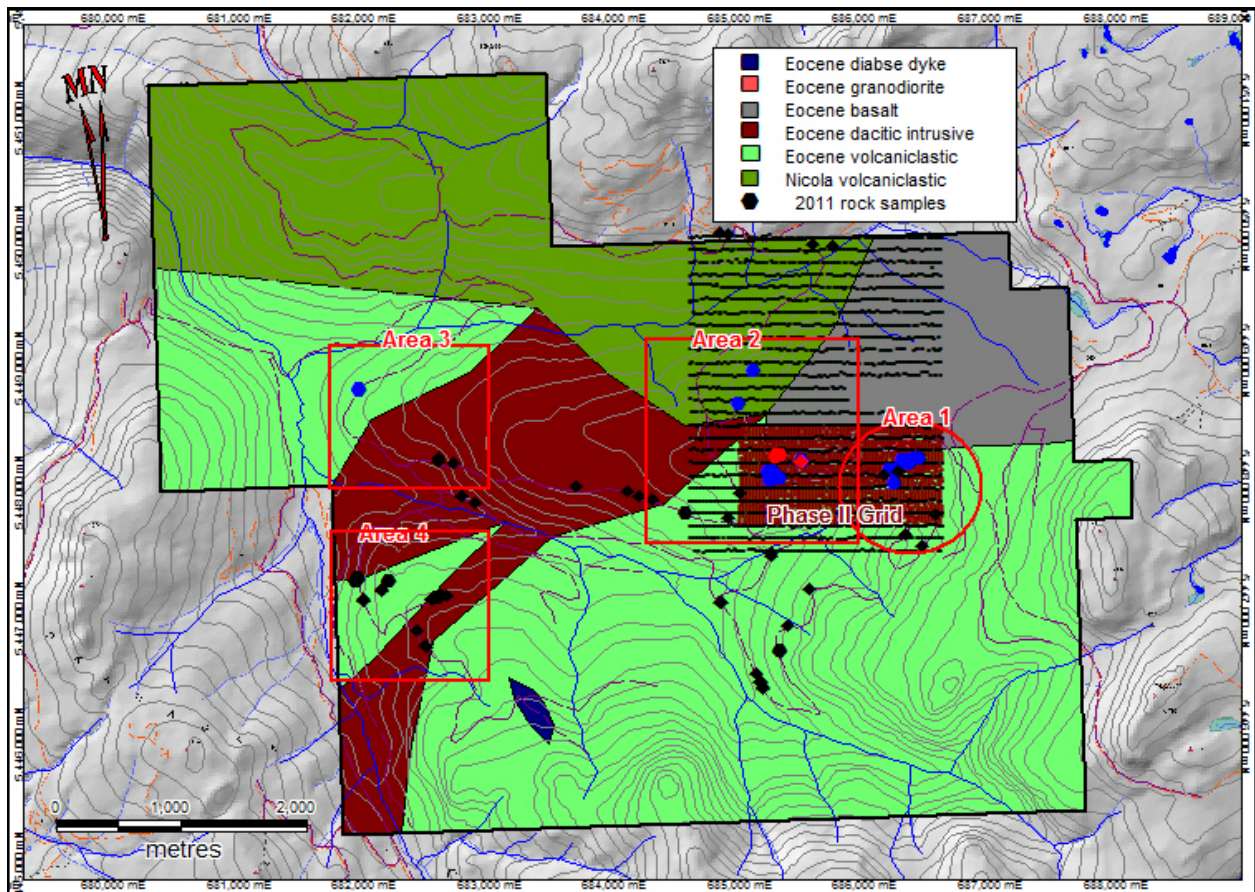 680,000 mE 681,000 mE 682,000 mE 683,000 mE 684,000 mE 685,000 mE 686,000 mE 687,000 mE 688,000 mE 689,0
MN
Eocene diabse dyke
Eocene granodiorite
Eocene basalt
Eocene dacitic intrusive
Eocene volcaniclastic
Nicola volcaniclastic
2011 rock samples
Area 3
Area 2
Area 1
Phase II Grid
Area 4
0 1,000 2,000
metres
680,000 mE 681,000 mE 682,000 mE 683,000 mE 684,000 mE 685,000 mE 686,000 mE 687,000 mE 688,000 mE 689,0